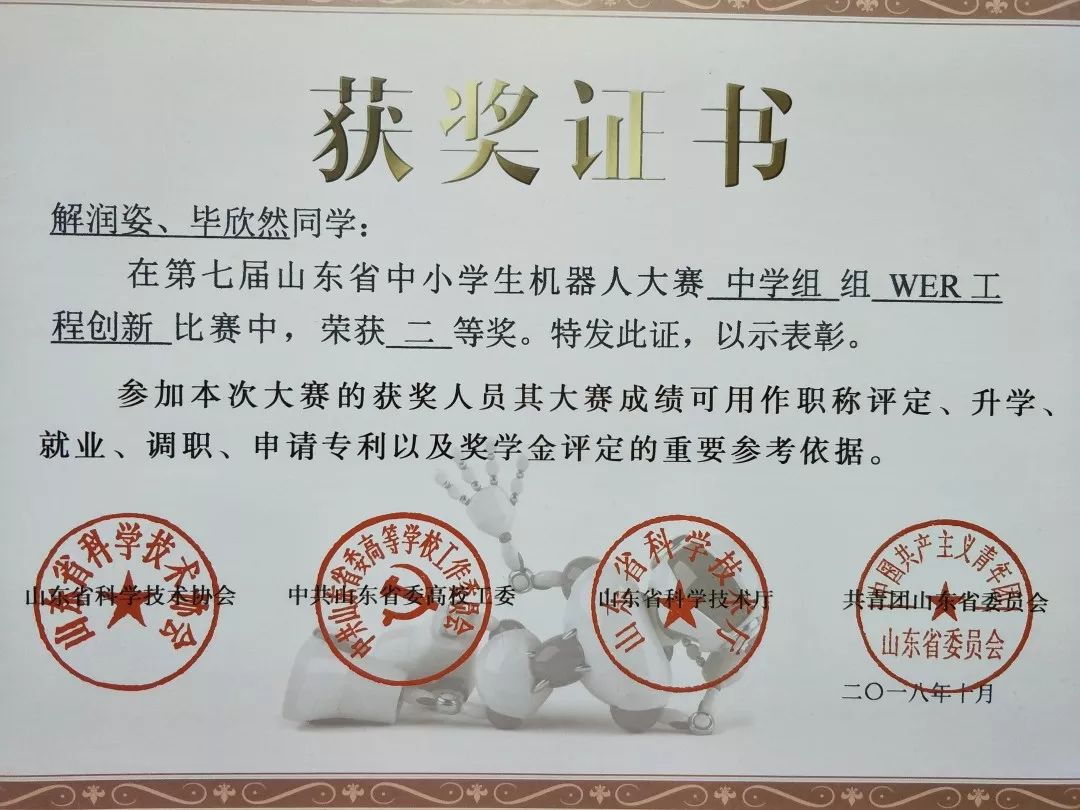 获奖证书
解润姿、毕欣然同学：
在第七届山东省中小学生机器人大赛 中学组 组 WER 工
程创新 比赛中，荣获 二 等奖。特发此证，以示表彰。
参加本次大赛的获奖人员其大赛成绩可用作职称评定、升学、
就业、调职、申请专利以及奖学金评定的重要参考依据。
山东省科学技术协会
山东省科学技术协会
中共山东省委高等学校工作委员会
中共山东省委高校工委
山东省科学技术厅
山东省科学技术厅
中国共产主义青年团
共青团山东省委员会
山东省委员会
二〇一八年十月